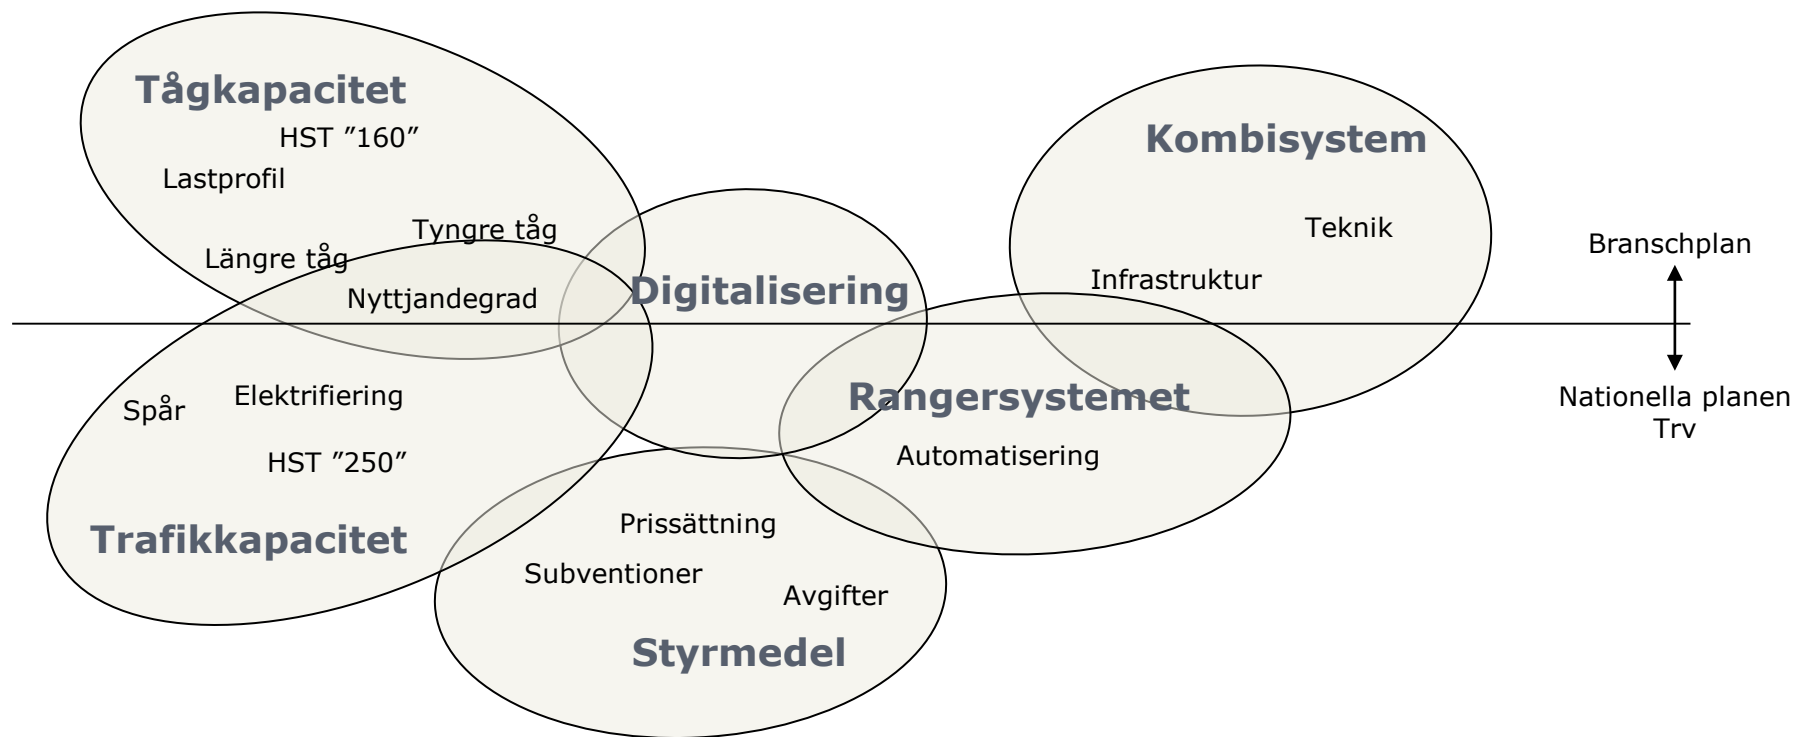 Tågkapacitet
HST ”160”
Lastprofil
Tyngre tåg
Längre tåg
Nyttjandegrad
Digitalisering
Kombisystem
Teknik
Infrastruktur
Branschplan
Nationella planen
Trv
Spår
Elektrifiering
HST ”250”
Trafikkapacitet
Rangersystemet
Automatisering
Prissättning
Subventioner
Avgifter
Styrmedel